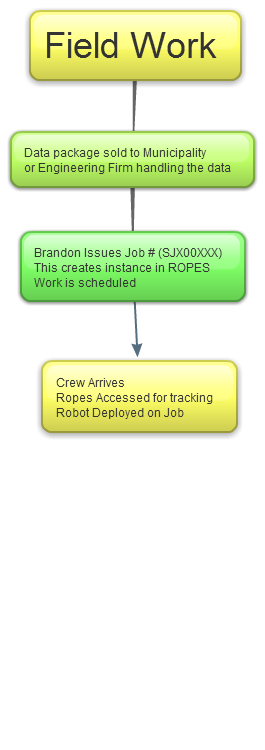 Field Work
Data package sold to Municipality
or Engineering Firm handling the data
Brandon Issues Job # (SJX00XXX)
This creates instance in ROPES
Work is scheduled
Crew Arrives
Ropes Accessed for tracking
Robot Deployed on Job